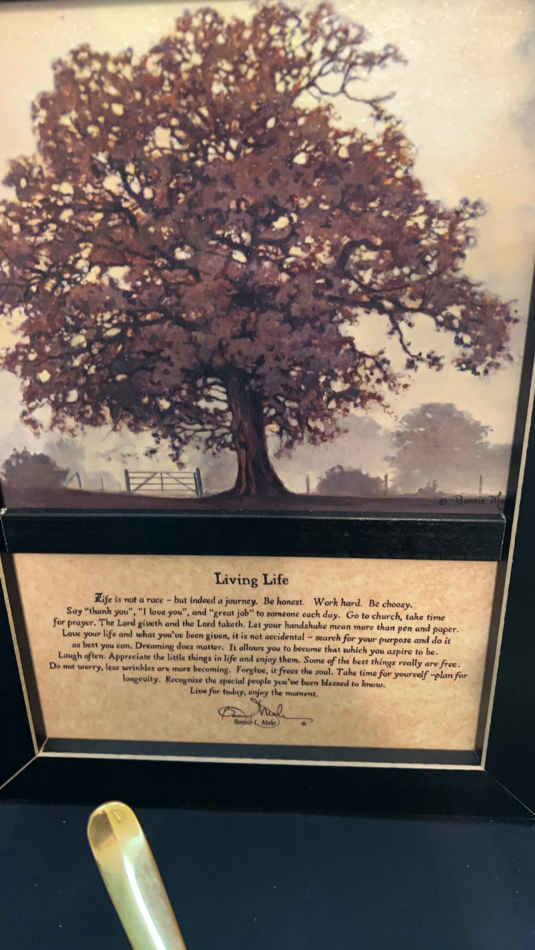 © Bonnie
Living Life
Life is not a race – but indeed a journey. Be honest. Work hard. Be choosy.
Say "thank you", "I love you", and "great job" to someone each day. Go to church, take time
for prayer. The Lord giveth and the Lord taketh. Let your handshake mean more than pen and paper.
Love your life and what you've been given, it is not accidental – search for your purpose and do it
as best you can. Dreaming does matter. It allows you to become that which you aspire to be.
Laugh often. Appreciate the little things in life and enjoy them. Some of the best things really are free.
Do not worry, less wrinkles are more becoming. Forgive, it frees the soul. Take time for yourself –plan for
longevity. Recognize the special people you've been blessed to know.
Live for today, enjoy the moment.
Bonnie L. Mohr